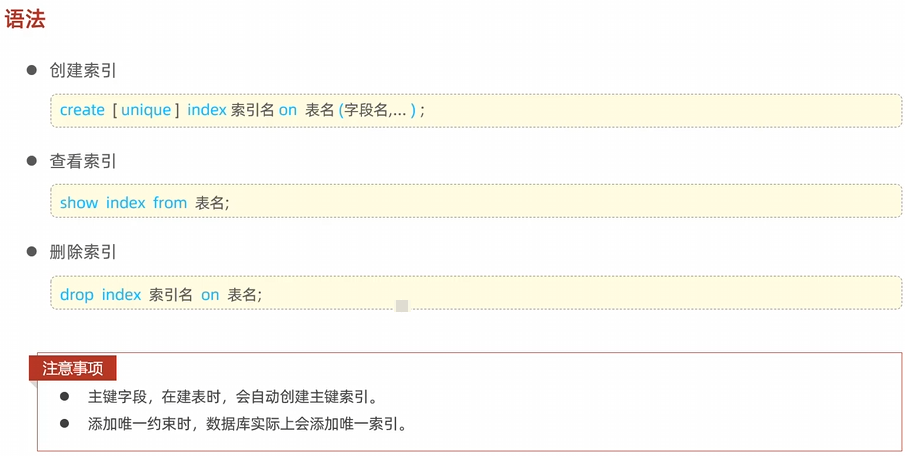 语法
● 创建索引
create [ unique ] index 索引名 on 表名 (字段名,... ) ;
● 查看索引
show index from 表名;
● 删除索引
drop index 索引名 on 表名;
注意事项
● 主键字段，在建表时，会自动创建主键索引。
● 添加唯一约束时，数据库实际上会添加唯一索引。